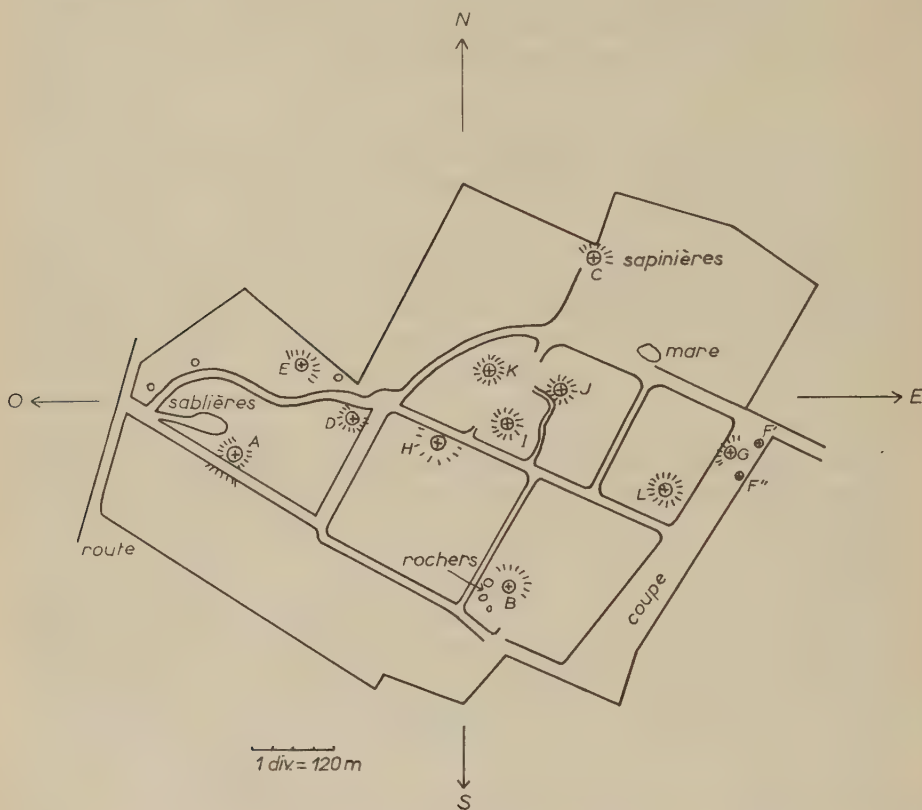 N
C
sapinières
mare
E
K
J
O
E
sablières
D
A
I
H
G
F'
F"
L
route
rochers
B
coupe
1 div. = 120 m
S